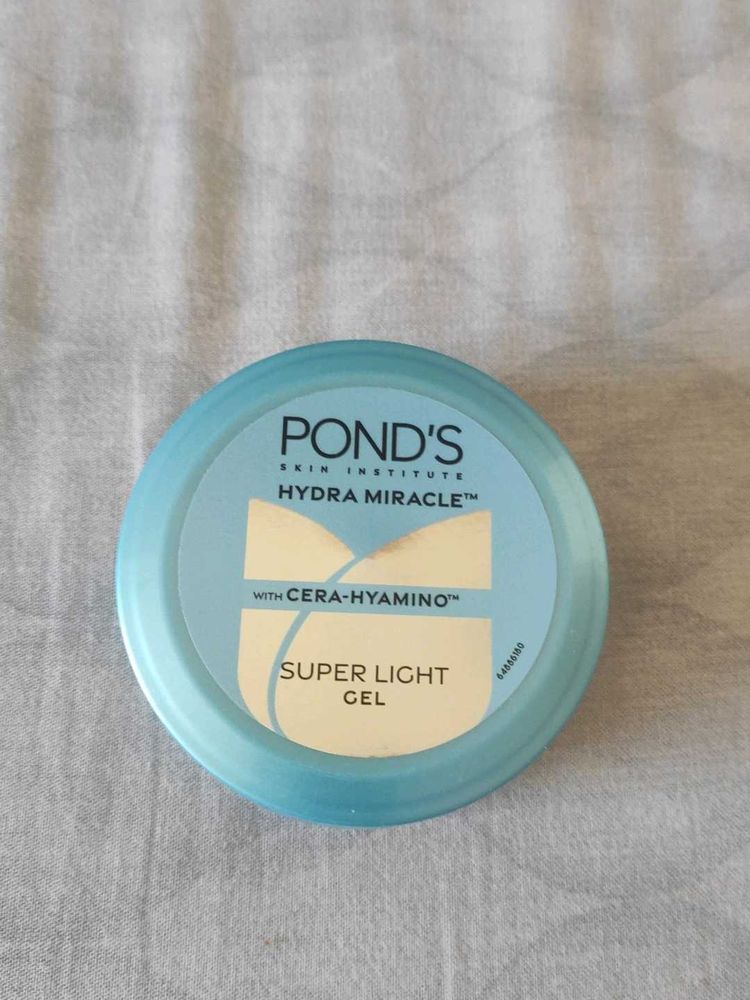 POND'S
SKIN INSTITUTE
HYDRA MIRACLE™
WITH CERA-HYAMINO™
SUPER LIGHT
GEL
64886180